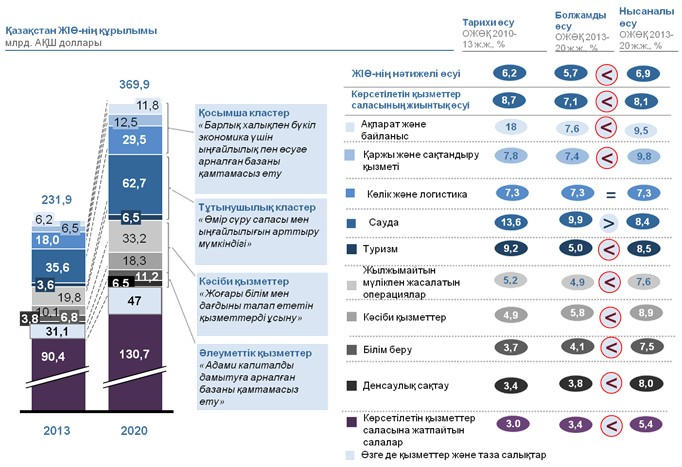 Қазақстан ЖІӨ-нің құрылымы
млрд. АҚШ доллары
Тарихи өсу
ОЖӨҚ 2010-
13ж.ж., %
Болжамды
өсу
ОЖӨҚ 2013-
20 ж.ж., %
Нысаналы
өсу
ОЖӨҚ 2013-
20ж.ж., %
369,9
11,8
12,5
29,5
62,7
6,5
33,2
18,3
11,2
6,5
47
130,7
2020
231,9
6,2
6,5
18,0
35,6
3,6
19,8
10,1
6,8
3,8
31,1
90,4
2013
Қосымша кластер
«Барлық халықпен бүкіл
экономика үшін
ыңғайлылық пен өсуге
арналған базаны
қамтамасыз ету
Тұтынушылық кластер
«Өмір сүру сапасы мен
ыңғайлылығын арттыру
мүмкіндігі»
Кәсіби қызметтер
«Жоғары білім мен
дағдыны талап ететін
қызметтерді ұсыну»
Әлеуметтік қызметтер
«Адами капиталды
дамытуға арналған
базаны қамтамасыз
ету»
ЖІӨ-нің нәтижелі өсуі 6,2 5,7 < 6,9
Көрсетілетін қызметтер
саласының жиынтық өсуі 8,7 7,1 < 8,1
Ақпарат және
байланыс 18 7.6 < 9,5
Қаржы және сақтандыру
қызметі 7.8 7.4 < 9.8
Көлік және логистика 7,3 7,3 = 7,3
Сауда 13,6 9,9 > 8,4
Туризм 9,2 5,0 < 8,5
Жылжымайтын
мүлікпен жасалатын
операциялар 5,2 4,9 < 7,6
Кәсіби қызметтер 4,9 5,8 < 8,9
Білім беру 3,7 4,1 < 7,5
Денсаулық сақтау 3,4 3,8 < 8,0
Көрсетілетін қызметтер
саласына жатпайтын
салалар 3.0 3,4 < 5,4
Өзге де қызметтер және таза салықтар